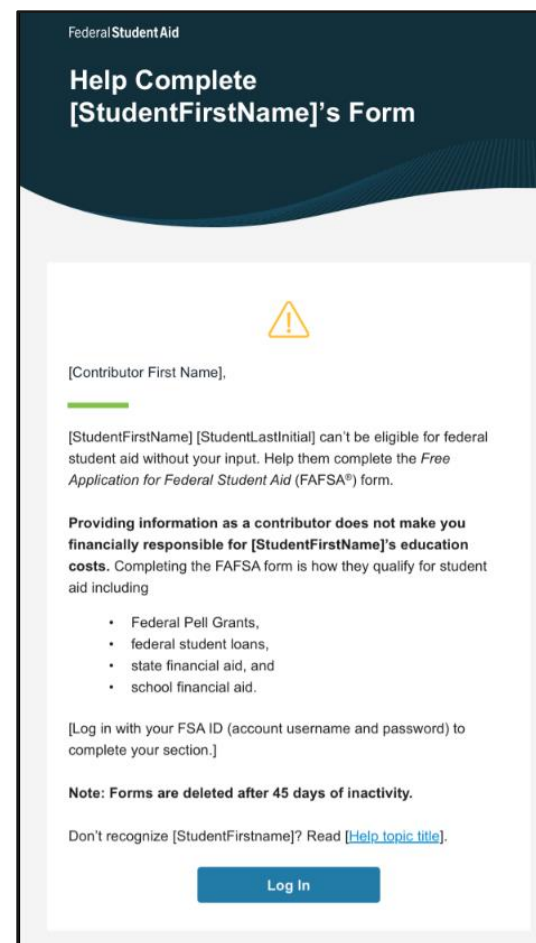 Federal Student Aid
Help Complete
[StudentFirstName]’s Form
[Contributor First Name],
[StudentFirstName] [StudentLastInitial] can’t be eligible for federal
student aid without your input. Help them complete the Free
Application for Federal Student Aid (FAFSA®) form.
Providing information as a contributor does not make you
financially responsible for [StudentFirstName]’s education
costs. Completing the FAFSA form is how they qualify for student
aid including
• Federal Pell Grants,
• federal student loans,
• state financial aid, and
• school financial aid.
[Log in with your FSA ID (account username and password) to
complete your section.]
Note: Forms are deleted after 45 days of inactivity.
Don’t recognize [StudentFirstname]? Read [Help topic title].
Log In